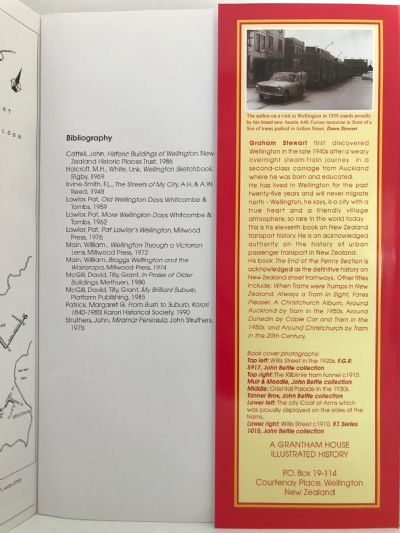 Bibliography
Cattell, John, Historic Buildings of Wellington, New
Zealand Historic Places Trust, 1986
Holcroft, M.H., White, Unk, Wellington Sketchbook,
Rigby, 1969
Irvine-Smith, F.L., The Streets of My City, A.H. & A.W.
Reed, 1948
Lawlor, Pat, Old Wellington Days, Whitcombe &
Tombs, 1959
Lawlor, Pat, More Wellington Days, Whitcombe &
Tombs, 1962
Lawlor, Pat, Pat Lawlor's Wellington, Millwood
Press, 1976
Main, William, Wellington Through a Victorian
Lens, Millwood Press, 1972
Main, William, Braggs Wellington and the
Wairarapa, Millwood Press, 1974
McGill, David, Tilly, Grant, In Praise of Older
Buildings, Methuen, 1980
McGill, David, Tilly, Grant, My Brilliant Suburb,
Platform Publishing, 1985
Patrick, Margaret G. From Bush to Suburb, Karori
1840-1980, Karori Historical Society, 1990
Struthers, John, Miramar Peninsula, John Struthers,
1975
The author on a visit to Wellington in 1959 stands proudly
by his brand new Austin A40 Farina motorcar in front of a
line of trams parked in Aitken Street. Dawn Stewart
Graham Stewart first discovered
Wellington in the late 1940s after a weary
overnight steam-train journey in a
second-class carriage from Auckland
where he was born and educated.
He has lived in Wellington for the past
twenty-five years and will never migrate
north – Wellington, he says, is a city with a
true heart and a friendly village
atmosphere, so rare in the world today.
This is his eleventh book on New Zealand
transport history. He is an acknowledged
authority on the history of urban
passenger transport in New Zealand.
His book The End of the Penny Section is
acknowledged as the definitive history on
New Zealand street tramways. Other titles
include: When Trams were Trumps in New
Zealand, Always a Tram in Sight, Fares
Please!, A Christchurch Album, Around
Auckland by Tram in the 1950s, Around
Dunedin by Cable Car and Tram in the
1950s, and Around Christchurch by Tram
in the 20th Century.
Back cover photographs:
Top left: Willis Street in the 1920s. F.G.R.
5917, John Bettle collection
Top right: The Kilbirnie tram tunnel c1910.
Muir & Moodie, John Bettle collection
Middle: Oriental Parade in the 1930s.
Tanner Bros, John Bettle collection
Lower left: The city Coat of Arms which
was proudly displayed on the sides of the
trams.
Lower right: Willis Street c1910. F.T. Series
1015, John Bettle collection
A GRANTHAM HOUSE
ILLUSTRATED HISTORY
P.O. Box 19-114
Courtenay Place, Wellington
New Zealand